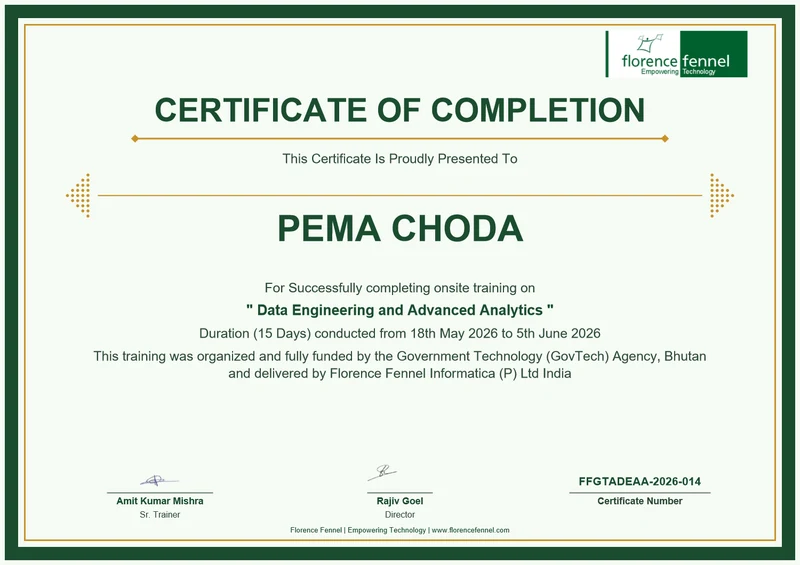 florence fennel
Empowering Technology
CERTIFICATE OF COMPLETION
This Certificate Is Proudly Presented To
PEMA CHODA
For Successfully completing onsite training on
" Data Engineering and Advanced Analytics "
Duration (15 Days) conducted from 18th May 2026 to 5th June 2026
This training was organized and fully funded by the Government Technology (GovTech) Agency, Bhutan
and delivered by Florence Fennel Informatica (P) Ltd India
Amit Kumar Mishra
Sr. Trainer
Rajiv Goel
Director
FFGTADEAA-2026-014
Certificate Number
Florence Fennel | Empowering Technology | www.florencefennel.com